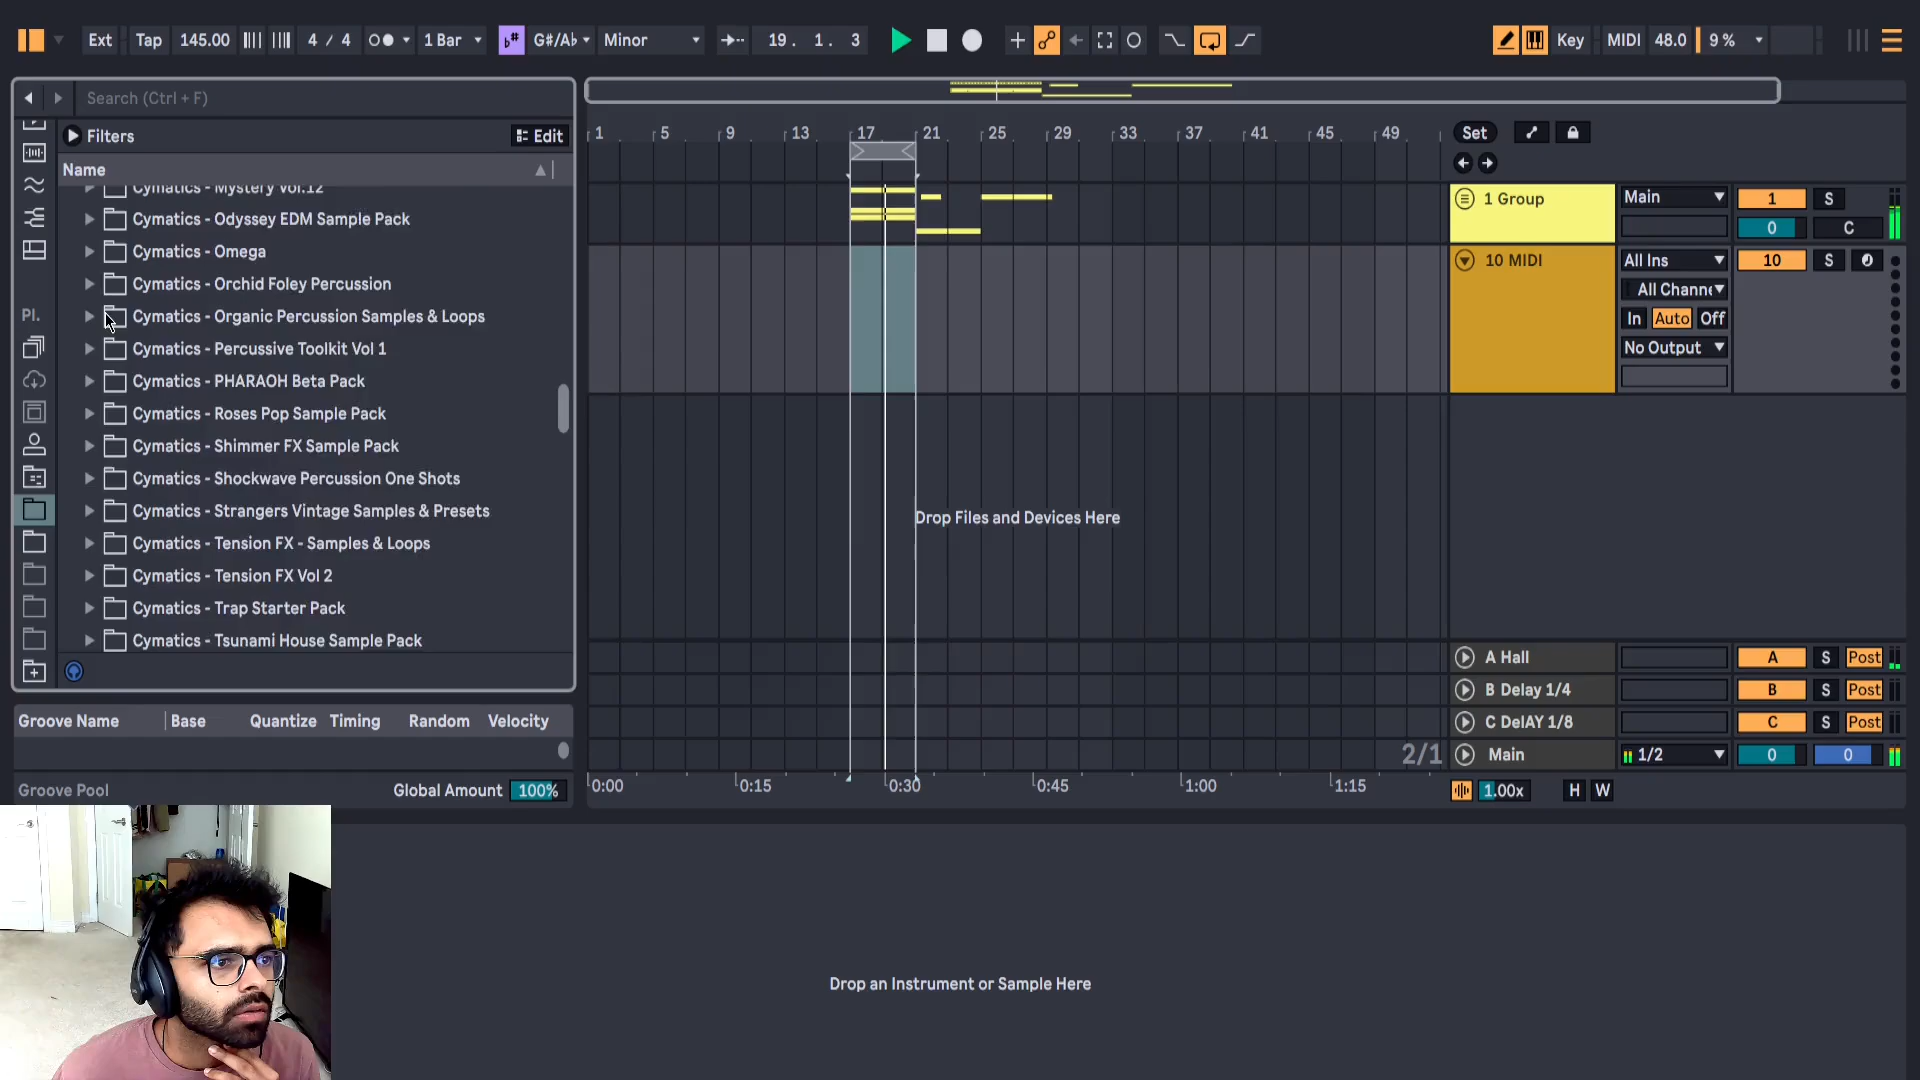 Ext Tap 145.00 4 / 4 1 Bar G#/Ab Minor 19. 1. 3 Key MIDI 48.0 9 %
Search (Ctrl + F)
Filters Edit
Name
Cymatics - Mystery Vol.12
Cymatics - Odyssey EDM Sample Pack
Cymatics - Omega
Cymatics - Orchid Foley Percussion
Cymatics - Organic Percussion Samples & Loops
Cymatics - Percussive Toolkit Vol 1
Cymatics - PHARAOH Beta Pack
Cymatics - Roses Pop Sample Pack
Cymatics - Shimmer FX Sample Pack
Cymatics - Shockwave Percussion One Shots
Cymatics - Strangers Vintage Samples & Presets
Cymatics - Tension FX - Samples & Loops
Cymatics - Tension FX Vol 2
Cymatics - Trap Starter Pack
Cymatics - Tsunami House Sample Pack
Pl.
Groove Name Base Quantize Timing Random Velocity
Groove Pool Global Amount 100%
1 5 9 13 17 21 25 29 33 37 41 45 49
Set
1 Group Main 1 S
0 C
10 MIDI All Ins 10 S
All Channe
In Auto Off
No Output
Drop Files and Devices Here
A Hall A S Post
B Delay 1/4 B S Post
C DelAY 1/8 C S Post
2/1 Main 1/2 0 0
0:00 0:15 0:30 0:45 1:00 1:15
1.00x H W
Drop an Instrument or Sample Here